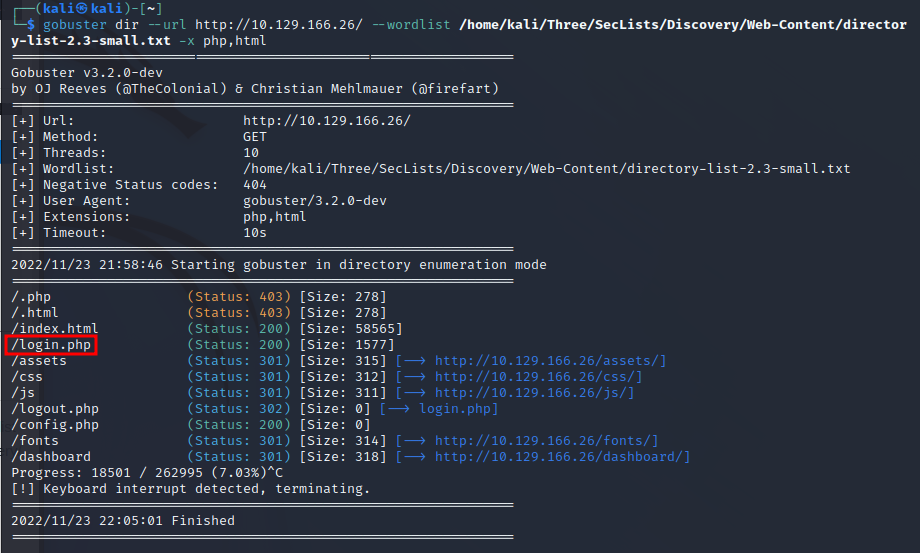 ┌──(kali㉿kali)-[~]
└─$ gobuster dir --url http://10.129.166.26/ --wordlist /home/kali/Three/SecLists/Discovery/Web-Content/director
y-list-2.3-small.txt -x php,html
===============================================================
Gobuster v3.2.0-dev
by OJ Reeves (@TheColonial) & Christian Mehlmauer (@firefart)
===============================================================
[+] Url:                     http://10.129.166.26/
[+] Method:                  GET
[+] Threads:                 10
[+] Wordlist:                /home/kali/Three/SecLists/Discovery/Web-Content/directory-list-2.3-small.txt
[+] Negative Status codes:   404
[+] User Agent:              gobuster/3.2.0-dev
[+] Extensions:              php,html
[+] Timeout:                 10s
===============================================================
2022/11/23 21:58:46 Starting gobuster in directory enumeration mode
===============================================================
/.php                 (Status: 403) [Size: 278]
/.html                (Status: 403) [Size: 278]
/index.html           (Status: 200) [Size: 58565]
/login.php            (Status: 200) [Size: 1577]
/assets               (Status: 301) [Size: 315] [--> http://10.129.166.26/assets/]
/css                  (Status: 301) [Size: 312] [--> http://10.129.166.26/css/]
/js                   (Status: 301) [Size: 311] [--> http://10.129.166.26/js/]
/logout.php           (Status: 302) [Size: 0] [--> login.php]
/config.php           (Status: 200) [Size: 0]
/fonts                (Status: 301) [Size: 314] [--> http://10.129.166.26/fonts/]
/dashboard            (Status: 301) [Size: 318] [--> http://10.129.166.26/dashboard/]
Progress: 18501 / 262995 (7.03%)^C
[!] Keyboard interrupt detected, terminating.
===============================================================
2022/11/23 22:05:01 Finished
===============================================================